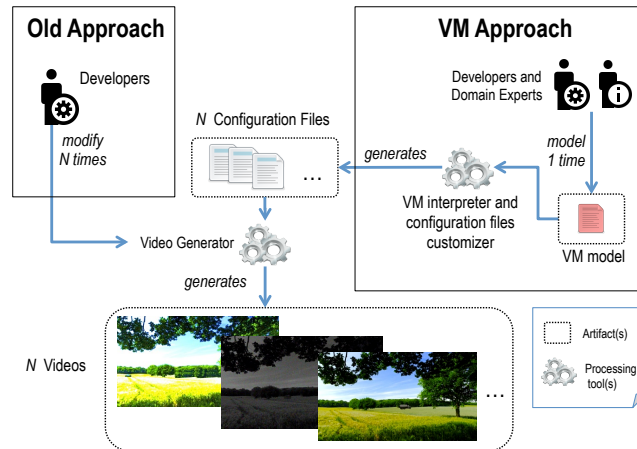 Old Approach
Developers
modify
N times
VM Approach
Developers and
Domain Experts
model
1 time
N Configuration Files
...
generates
VM interpreter and
configuration files
customizer
VM model
Video Generator
generates
N Videos
...
Artifact(s)
Processing
tool(s)